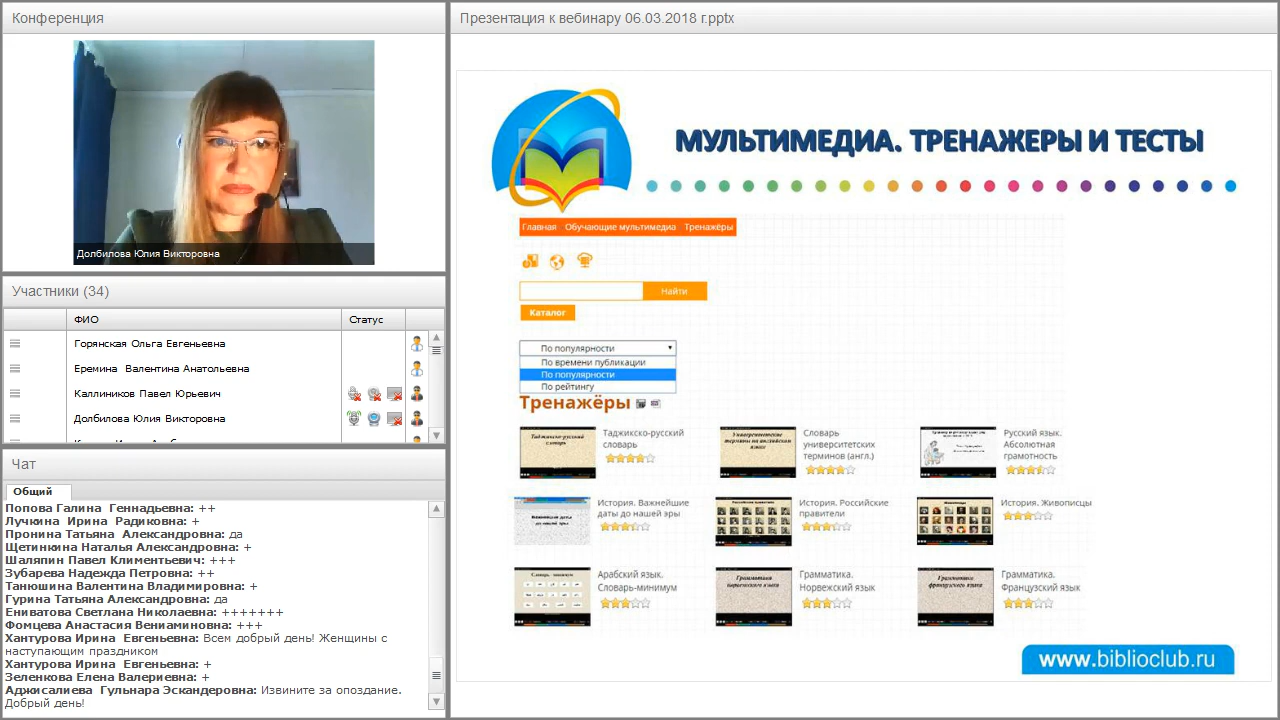 Конференция
Долбилова Юлия Викторовна
Участники (34)
ФИО
Статус
Горянская Ольга Евгеньевна
Ермина Валентина Анатольевна
Каллиников Павел Юрьевич
Долбилова Юлия Викторовна
Чат
Общий
Попова Гелина Геннадьевна: ++
Лучкина Ирина Радиковна: +
Пронина Татьяна Александровна: да
Шахнкина Наталья Александровна: +
Шаляпин Павел Климентьевич: +++
Зубарева Надежда Петровна: ++
Танюшина Валентина Владимировна: +
Гурина Татьяна Александровна: да
Ениватова Светлана Николаевна: +++++++
Фомцева Анастасия Вениаминовна: +++
Хантурова Ирина Евгеньевна: Всем добрый день! Женщины с
наступающим праздником
Хантурова Ирина Евгеньевна: +
Зеленкова Елена Валериевна: +
Аджисалиева Гульнара Эскандеровна: Извините за опоздание.
Добрый день!
Презентация к вебинару 06.03.2018 г.pptx
МУЛЬТИМЕДИА. ТРЕНАЖЕРЫ И ТЕСТЫ
Главная Обучающие мультимедиа Тренажёры
Найти
Каталог
По популярности
По времени публикации
По популярности
По рейтингу
Тренажёры
Таджикско-русский
словарь
Словарь
университетских
терминов (англ.)
Русский язык.
Абсолютная
грамотность
История. Важнейшие
даты до нашей эры
История. Российские
правители
История. Живописцы
Арабский язык.
Словарь-минимум
Грамматика.
Норвежский язык
Грамматика.
Французский язык
www.biblioclub.ru